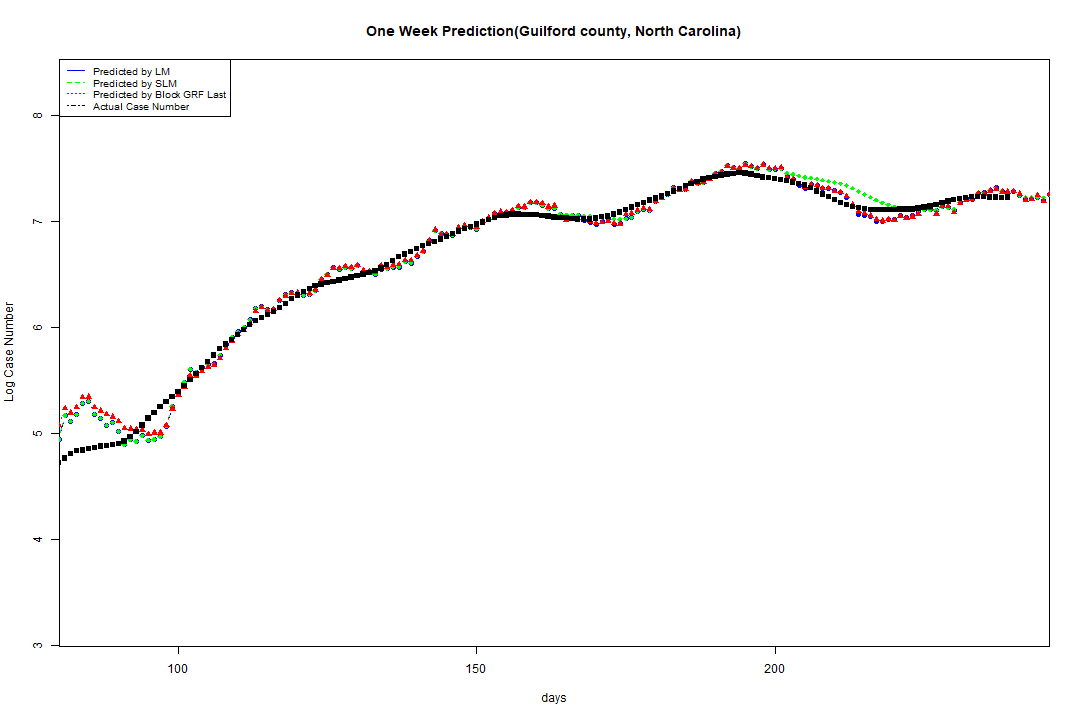 One Week Prediction(Guilford county, North Carolina)
Predicted by LM
Predicted by SLM
Predicted by Block GRF Last
Actual Case Number
8
7
6
5
4
3
Log Case Number
100 150 200
days